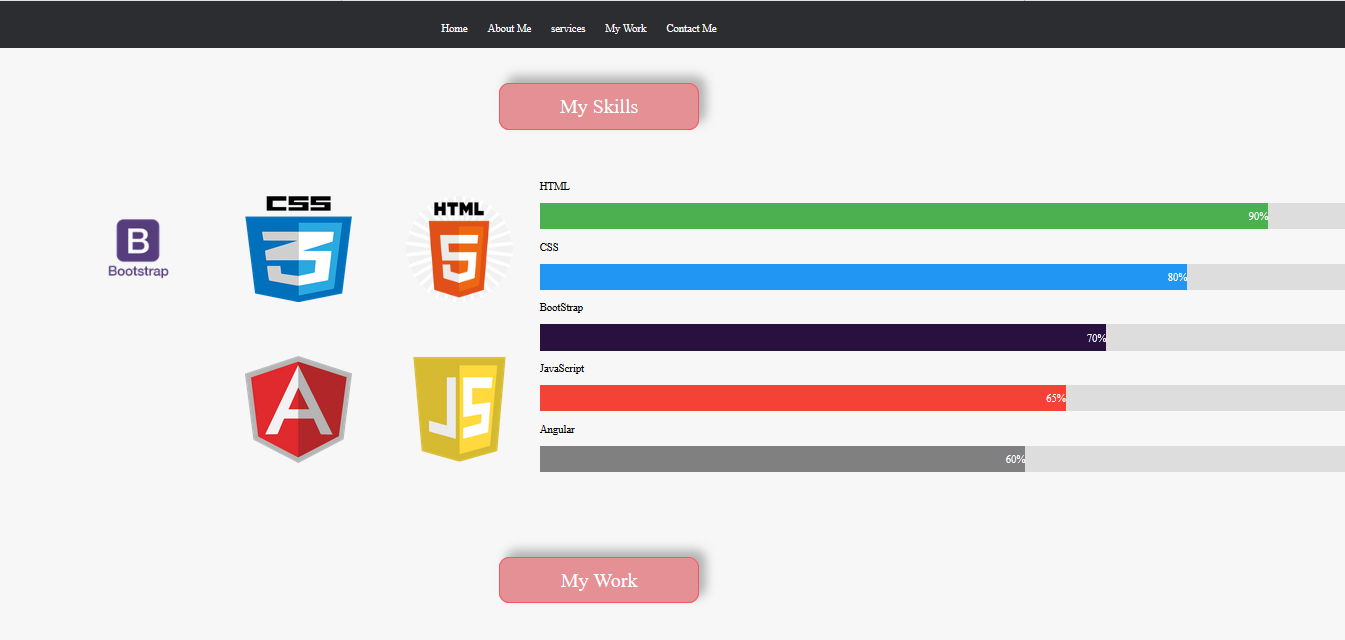 Home About Me services My Work Contact Me
My Skills
CSS
HTML
5
B
Bootstrap
3
A
JS
HTML
90%
CSS
80%
BootStrap
70%
JavaScript
65%
Angular
60%
My Work